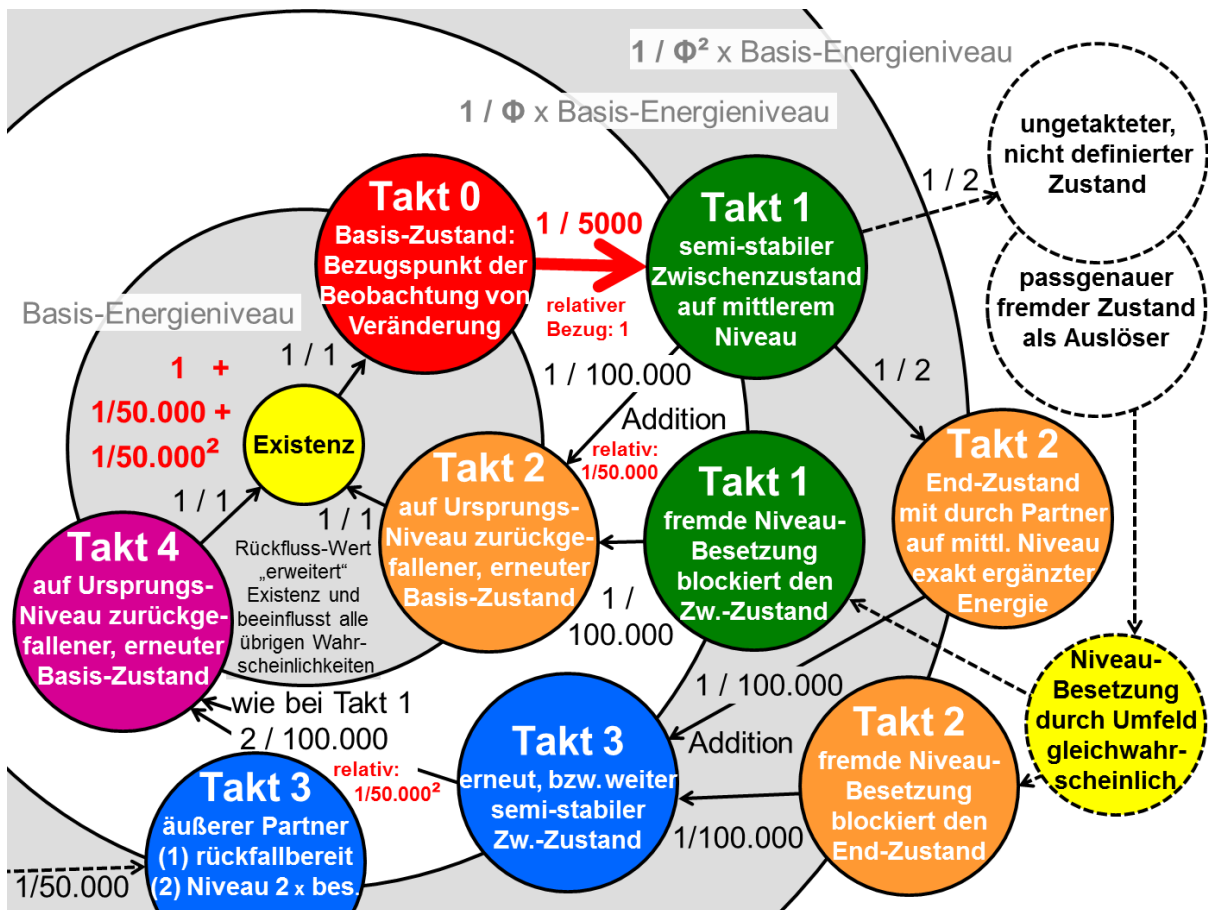 1 / Φ² x Basis-Energieniveau
1 / Φ x Basis-Energieniveau
Basis-Energieniveau
ungetakteter,
nicht definierter
Zustand
passgenauer
fremder Zustand
als Auslöser
Takt 0
Basis-Zustand:
Bezugspunkt der
Beobachtung von
Veränderung
1 / 5000
relativer
Bezug: 1
Takt 1
semi-stabiler
Zwischenzustand
auf mittlerem
Niveau
1 / 2
1 / 2
1 / 1
1 +
1/50.000 +
1/50.000²
Existenz
1 / 1
1 / 1
Rückfluss-Wert
„erweitert“
Existenz und
beeinflusst alle
übrigen Wahr-
scheinlichkeiten
1 / 100.000
Addition
relativ:
1/50.000
Takt 2
auf Ursprungs-
Niveau zurückge-
fallener, erneuter
Basis-Zustand
Takt 1
fremde Niveau-
Besetzung
blockiert den
Zw.-Zustand
1 /
100.000
Takt 2
End-Zustand
mit durch Partner
auf mittl. Niveau
exakt ergänzter
Energie
Takt 4
auf Ursprungs-
Niveau zurückge-
fallener, erneuter
Basis-Zustand
wie bei Takt 1
2 / 100.000
relativ:
1/50.000²
1 / 100.000
Addition
Takt 3
erneut, bzw. weiter
semi-stabiler
Zw.-Zustand
1/100.000
Takt 2
fremde Niveau-
Besetzung
blockiert den
End-Zustand
Niveau-
Besetzung
durch Umfeld
gleichwahr-
scheinlich
Takt 3
äußerer Partner
(1) rückfallbereit
(2) Niveau 2 x bes.
1/50.000